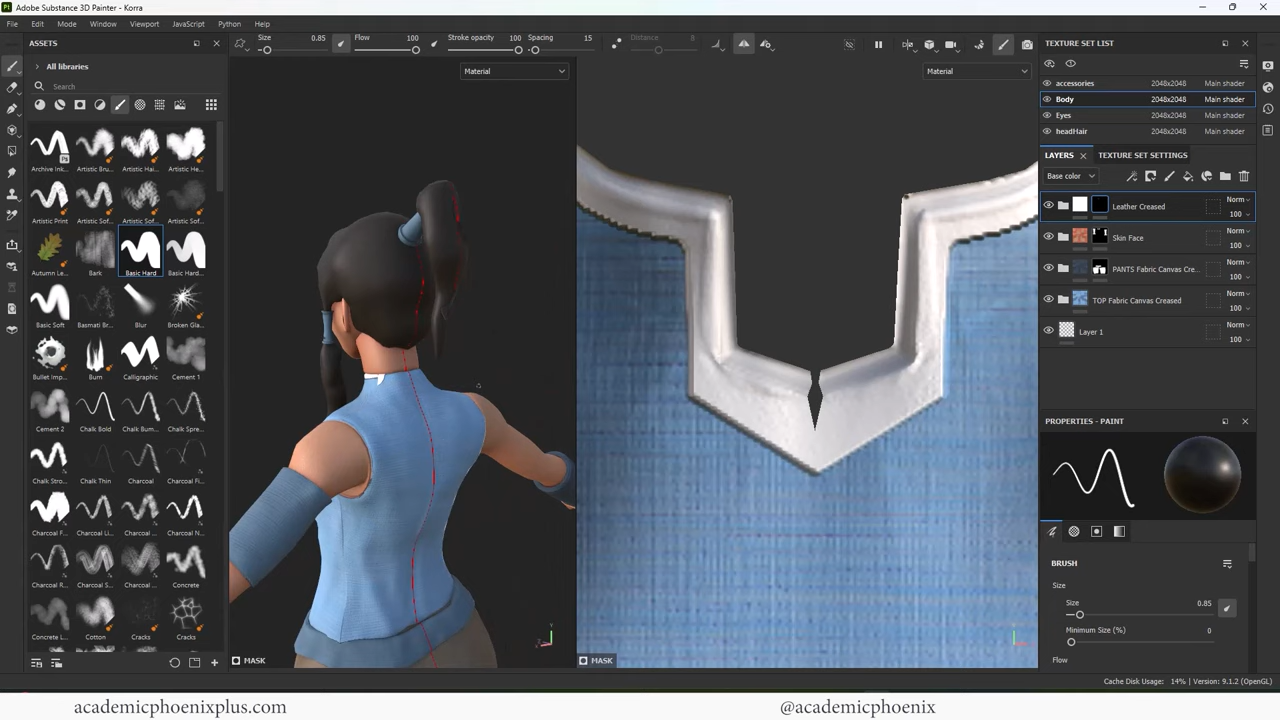 Pt Adobe Substance 3D Painter - Korra
File Edit Mode Window Viewport JavaScript Python Help
ASSETS
Size 0.85 Flow 100 Stroke opacity 100 Spacing 15 Distance 8
All libraries
Search
Material
Material
Archive Ink... Artistic Bru... Artistic Hai... Artistic He...
Artistic Print Artistic Sof... Artistic Sof... Artistic Sof...
Autumn Le... Bark Basic Hard Basic Hard...
Basic Soft Basmati Br... Blur Broken Gla...
Bullet Imp... Burn Calligraphic Cement 1
Cement 2 Chalk Bold Chalk Bum... Chalk Spre...
Chalk Stro... Chalk Thin Charcoal Charcoal Fi...
Charcoal F... Charcoal Li... Charcoal M... Charcoal N...
Charcoal R... Charcoal S... Charcoal ... Concrete
Concrete L... Cotton Cracks Cracks
MASK
MASK
TEXTURE SET LIST
accessories 2048x2048 Main shader
Body 2048x2048 Main shader
Eyes 2048x2048 Main shader
headHair 2048x2048 Main shader
LAYERS TEXTURE SET SETTINGS
Base color
Leather Creased Norm 100
Skin Face Norm 100
PANTS Fabric Canvas Cre... Norm 100
TOP Fabric Canvas Creased Norm 100
Layer 1 Norm 100
PROPERTIES - PAINT
BRUSH
Size
Size 0.85
Minimum Size (%) 0
Flow
Cache Disk Usage: 14% | Version: 9.1.2 (OpenGL)
academicphoenixplus.com @academicphoenix